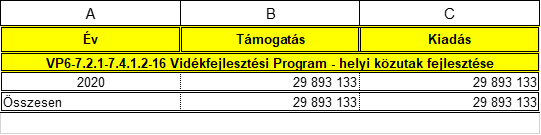 A B C
Év Támogatás Kiadás
VP6-7.2.1-7.4.1.2-16 Vidékfejlesztési Program - helyi közutak fejlesztése
2020 29 893 133 29 893 133
Összesen 29 893 133 29 893 133